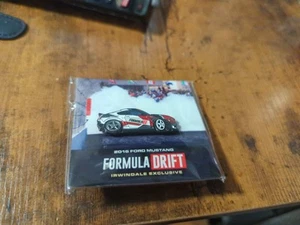 2015 FORD MUSTANG
FORMULA DRIFT
IRWINDALE EXCLUSIVE